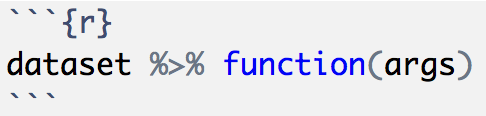 ```{r}
dataset %>% function(args)
```